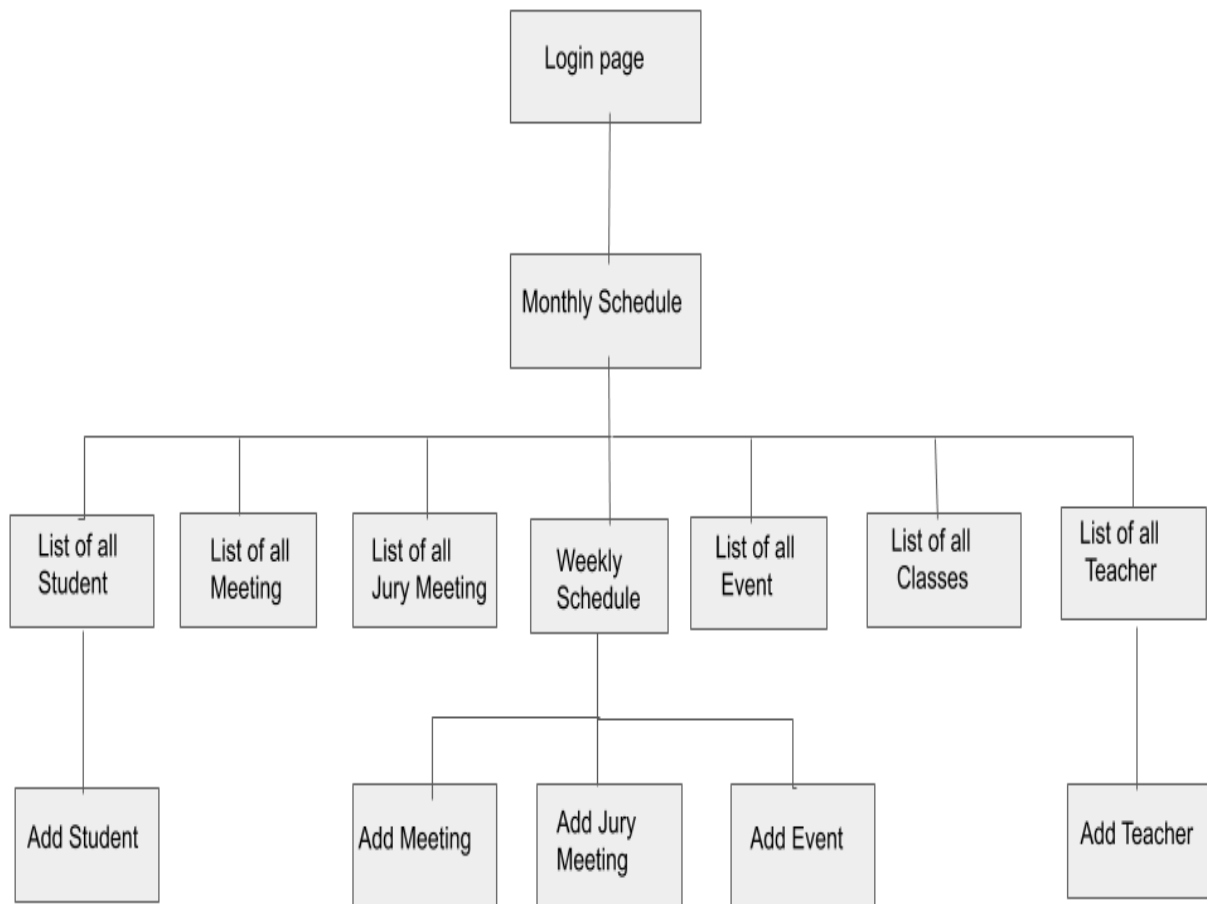 Login page
Monthly Schedule
List of all
Student
List of all
Meeting
List of all
Jury Meeting
Weekly
Schedule
List of all
Event
List of all
Classes
List of all
Teacher
Add Student
Add Meeting
Add Jury
Meeting
Add Event
Add Teacher